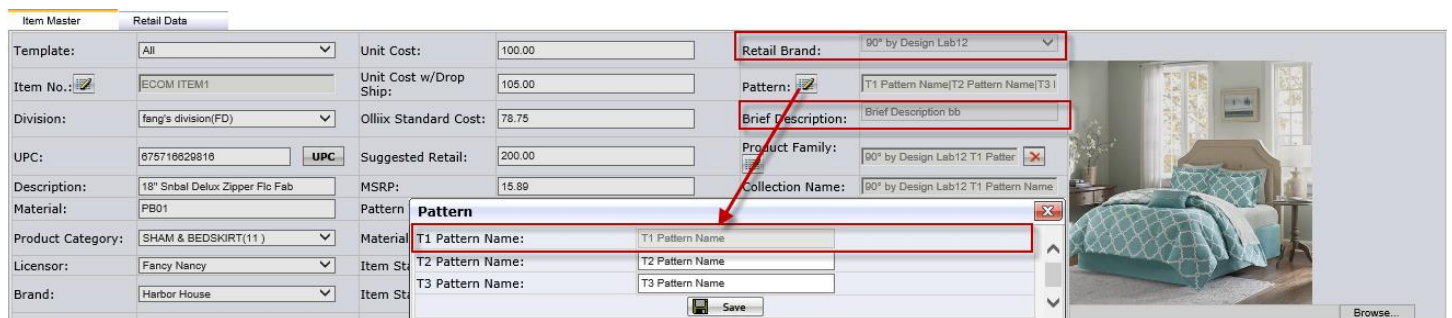 Item Master Retail Data
Template: All Unit Cost: 100.00 Retail Brand: 90° by Design Lab12
Item No.: ECOM ITEM1 Unit Cost w/Drop Ship: 105.00 Pattern: T1 Pattern Name|T2 Pattern Name|T3
Division: fang's division(FD) Olliix Standard Cost: 78.75 Brief Description: Brief Description bb
UPC: 675716629816 UPC Suggested Retail: 200.00 Product Family: 90° by Design Lab12 T1 Patter
Description: 18" Snbal Delux Zipper Flc Fab MSRP: 15.89 Collection Name: 90° by Design Lab12 T1 Pattern Name
Material: PB01 Pattern Pattern
Product Category: SHAM & BEDSKIRT(11 ) Material T1 Pattern Name: T1 Pattern Name
Licensor: Fancy Nancy Item Sta T2 Pattern Name: T2 Pattern Name
Brand: Harbor House Item Sta T3 Pattern Name: T3 Pattern Name
Save
Browse...